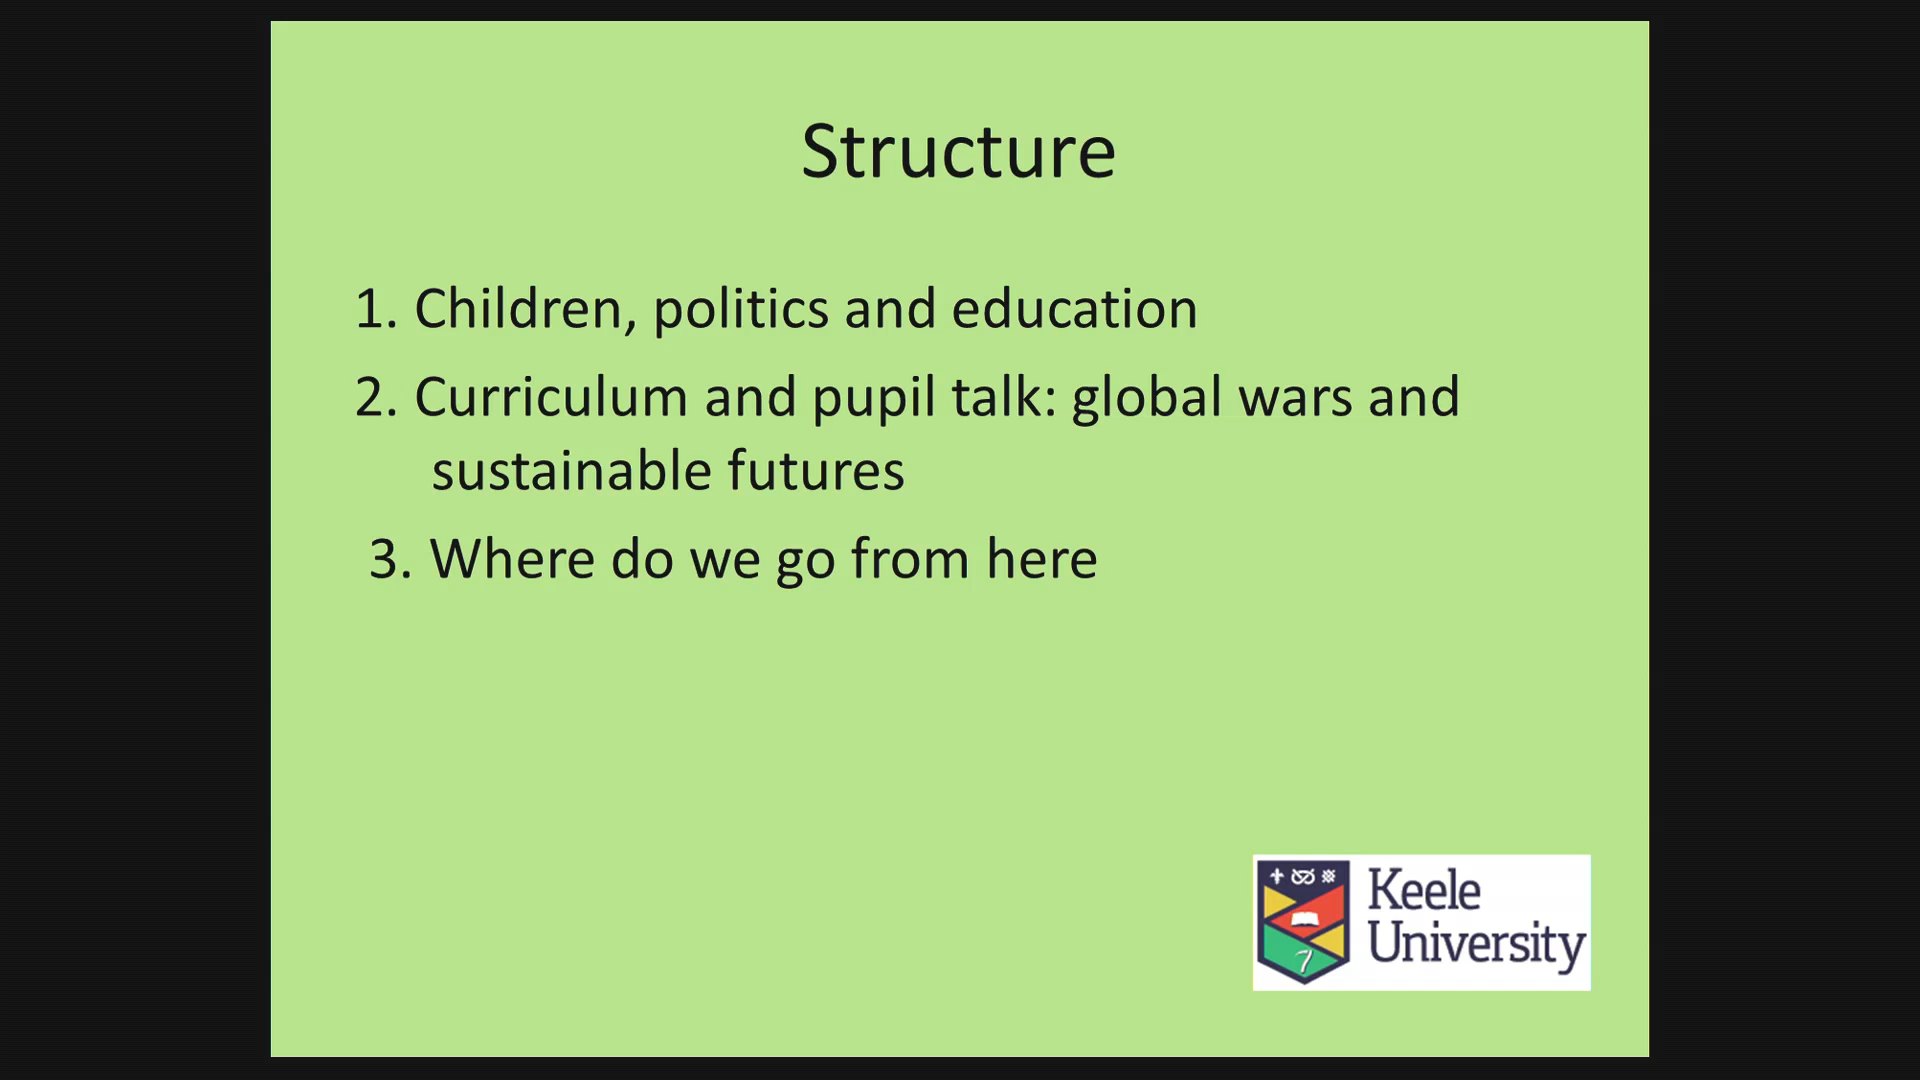 Structure
1. Children, politics and education
2. Curriculum and pupil talk: global wars and
sustainable futures
3. Where do we go from here
Keele
University